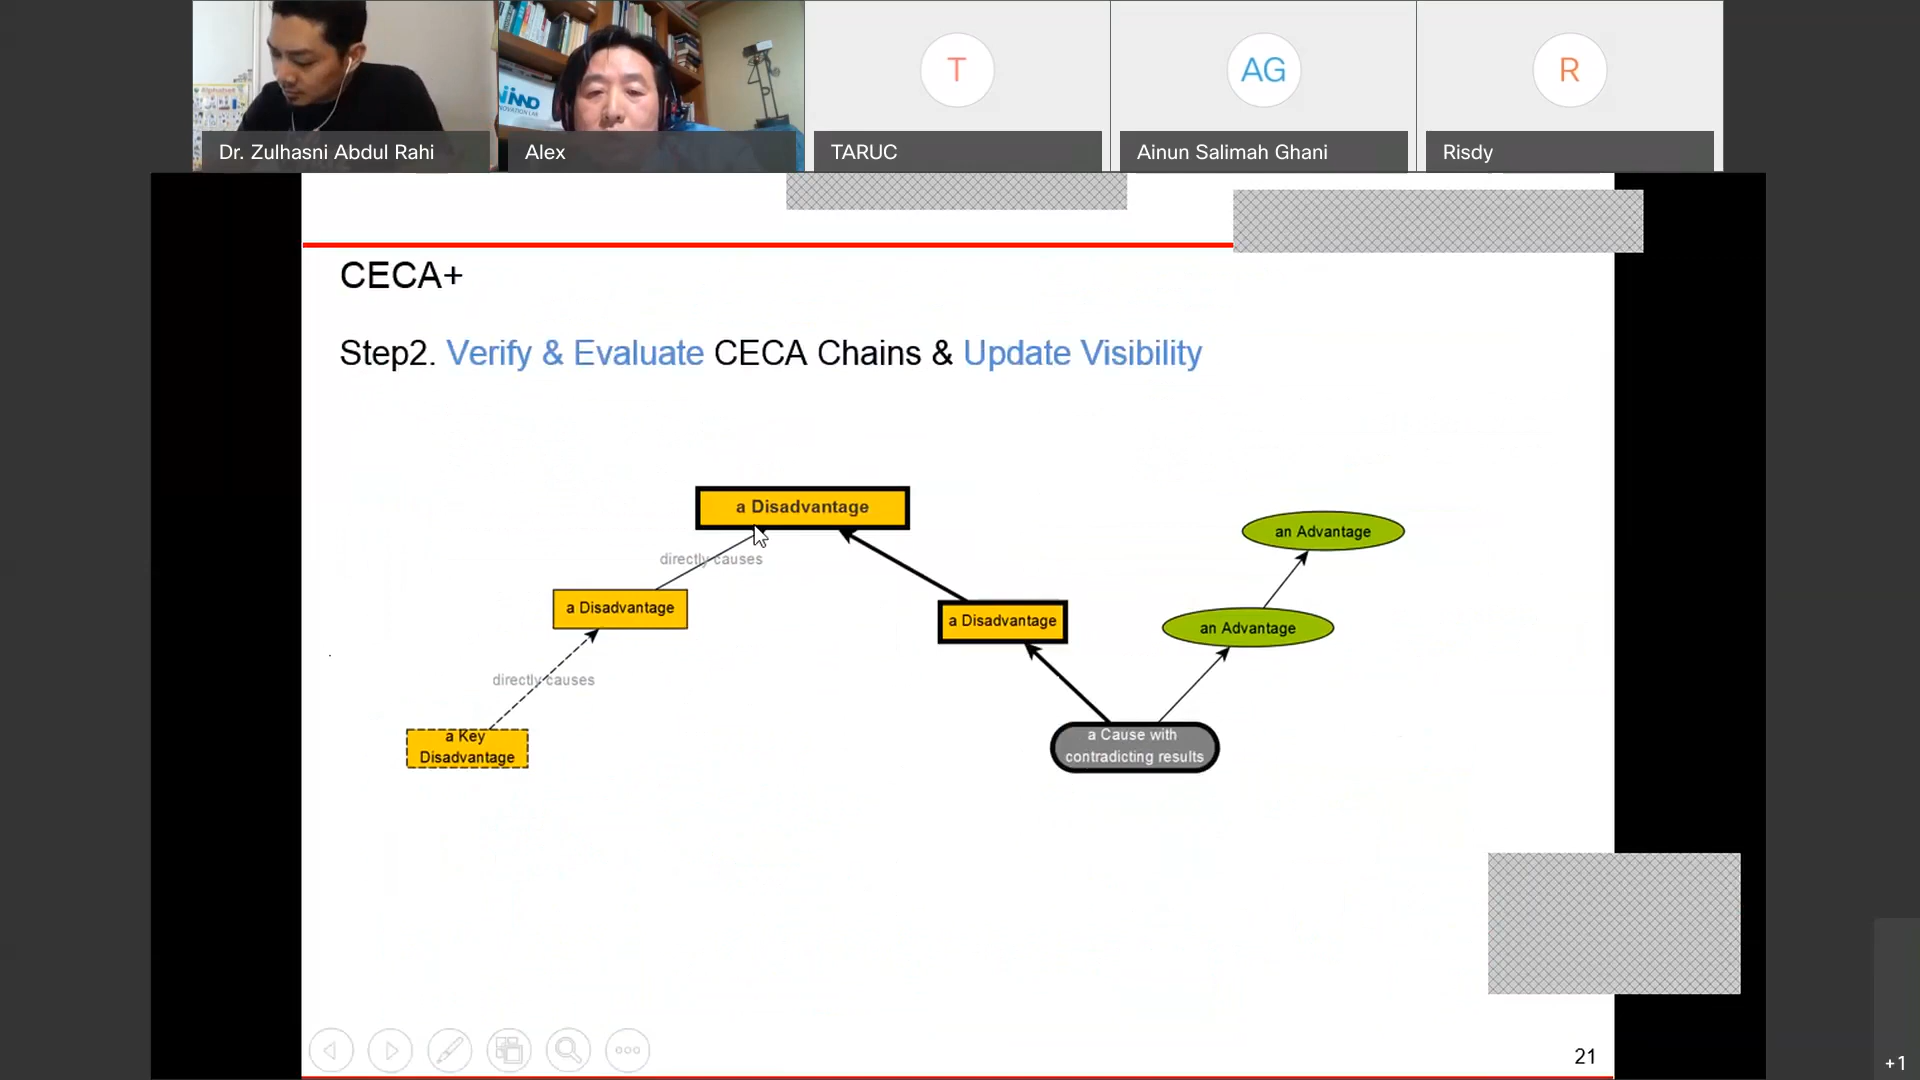 Dr. Zulhasni Abdul Rahi
Alex
T
TARUC
AG
Ainun Salimah Ghani
R
Risdy
CECA+
Step2. Verify & Evaluate CECA Chains & Update Visibility
a Disadvantage
an Advantage
directly causes
a Disadvantage
a Disadvantage
an Advantage
directly causes
a Key
Disadvantage
a Cause with
contradicting results
21
+1